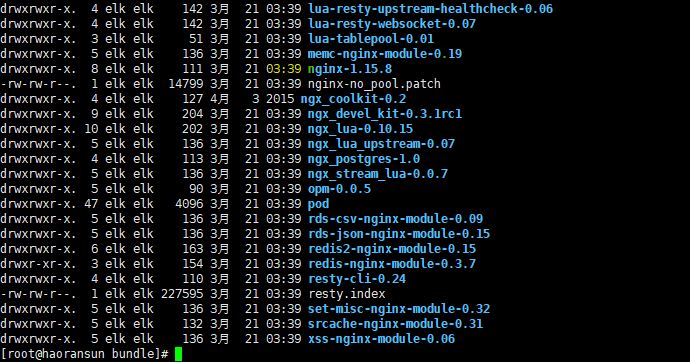 drwxrwxr-x.  4 elk elk    142 3月  21 03:39 lua-resty-upstream-healthcheck-0.06
drwxrwxr-x.  4 elk elk    142 3月  21 03:39 lua-resty-websocket-0.07
drwxrwxr-x.  3 elk elk     51 3月  21 03:39 lua-tablepool-0.01
drwxrwxr-x.  5 elk elk    136 3月  21 03:39 memc-nginx-module-0.19
drwxrwxr-x.  8 elk elk    111 3月  21 03:39 nginx-1.15.8
-rw-rw-r--.  1 elk elk  14799 3月  21 03:39 nginx-no_pool.patch
drwxrwxr-x.  4 elk elk    127 4月   3 2015 ngx_coolkit-0.2
drwxrwxr-x.  9 elk elk    204 3月  21 03:39 ngx_devel_kit-0.3.1rc1
drwxrwxr-x. 10 elk elk    202 3月  21 03:39 ngx_lua-0.10.15
drwxrwxr-x.  5 elk elk    136 3月  21 03:39 ngx_lua_upstream-0.07
drwxrwxr-x.  4 elk elk    113 3月  21 03:39 ngx_postgres-1.0
drwxrwxr-x.  5 elk elk    136 3月  21 03:39 ngx_stream_lua-0.0.7
drwxrwxr-x.  5 elk elk     90 3月  21 03:39 opm-0.0.5
drwxrwxr-x. 47 elk elk   4096 3月  21 03:39 pod
drwxrwxr-x.  5 elk elk    136 3月  21 03:39 rds-csv-nginx-module-0.09
drwxrwxr-x.  5 elk elk    136 3月  21 03:39 rds-json-nginx-module-0.15
drwxrwxr-x.  6 elk elk    163 3月  21 03:39 redis2-nginx-module-0.15
drwxr-xr-x.  3 elk elk    154 3月  21 03:39 redis-nginx-module-0.3.7
drwxrwxr-x.  4 elk elk    110 3月  21 03:39 resty-cli-0.24
-rw-rw-r--.  1 elk elk 227595 3月  21 03:39 resty.index
drwxrwxr-x.  5 elk elk    136 3月  21 03:39 set-misc-nginx-module-0.32
drwxrwxr-x.  5 elk elk    132 3月  21 03:39 srcache-nginx-module-0.31
drwxrwxr-x.  5 elk elk    136 3月  21 03:39 xss-nginx-module-0.06
[root@haoransun bundle]#